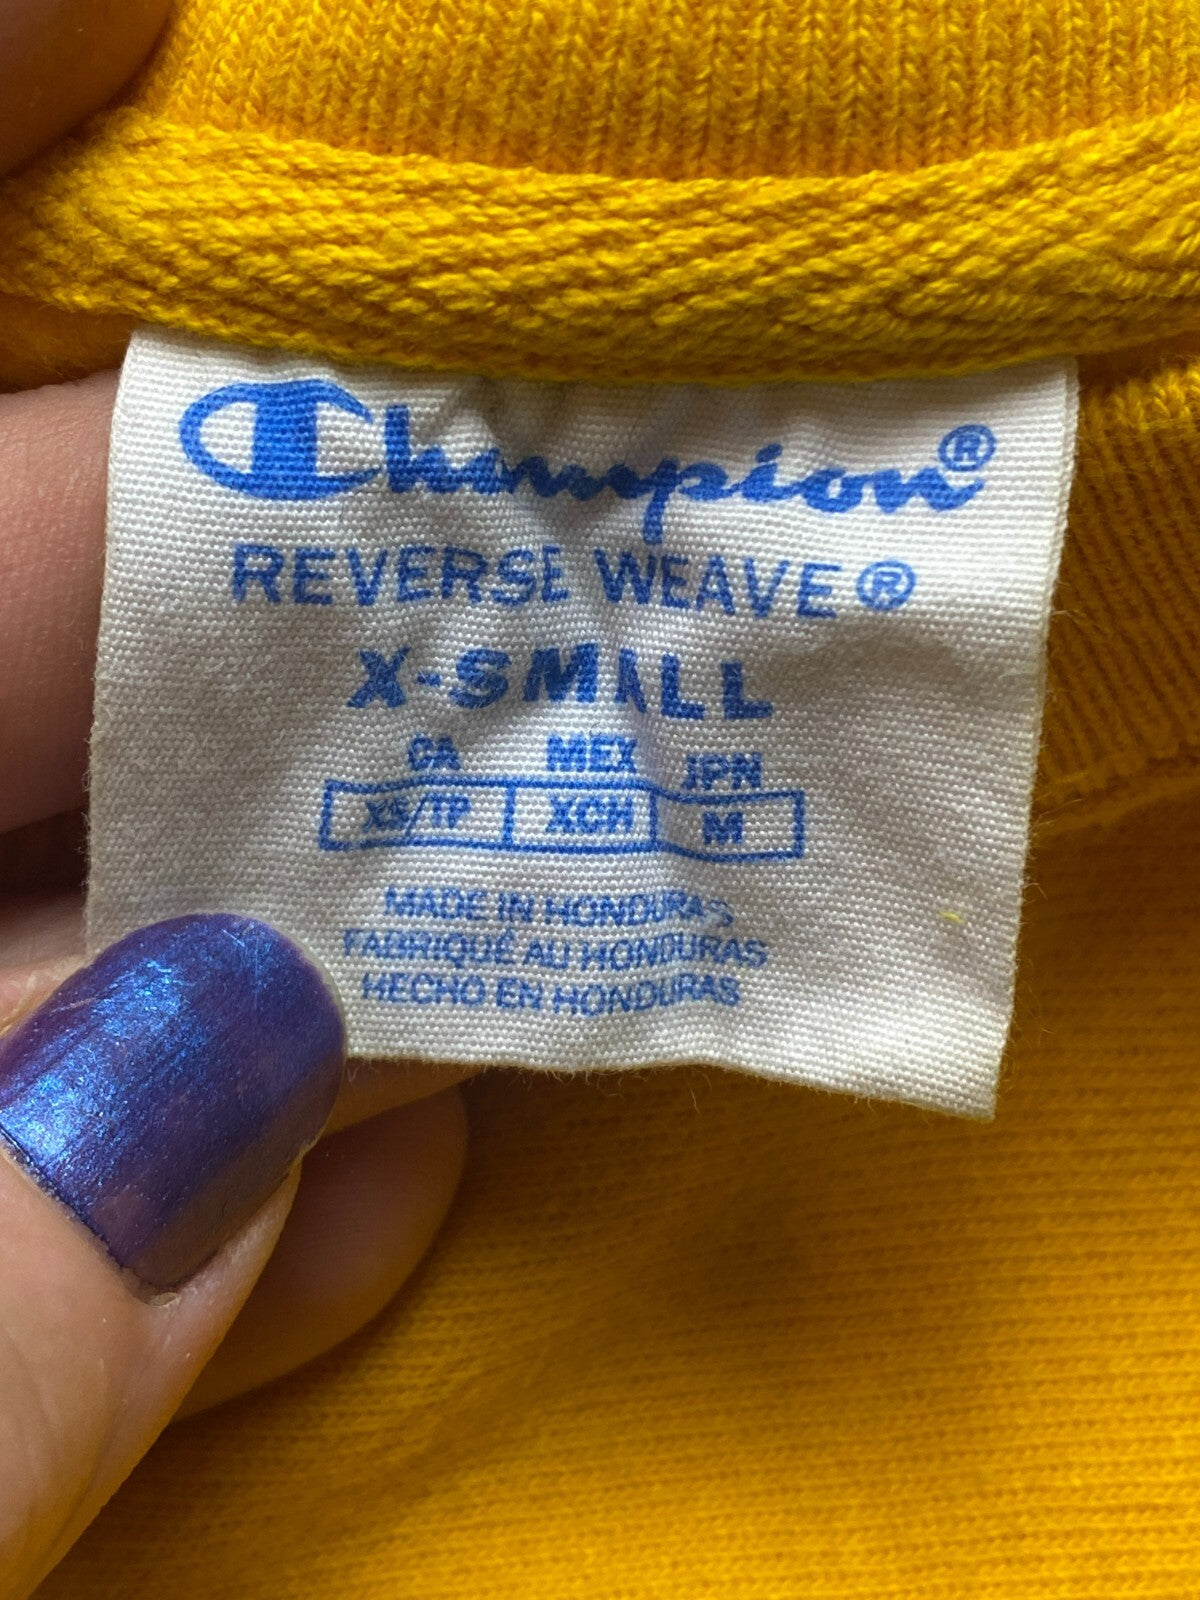 Champion®
REVERSE WEAVE®
X-SMALL
CA MEX JPN
XS/TP XCH M
MADE IN HONDURAS
FABRIQUÉ AU HONDURAS
HECHO EN HONDURAS